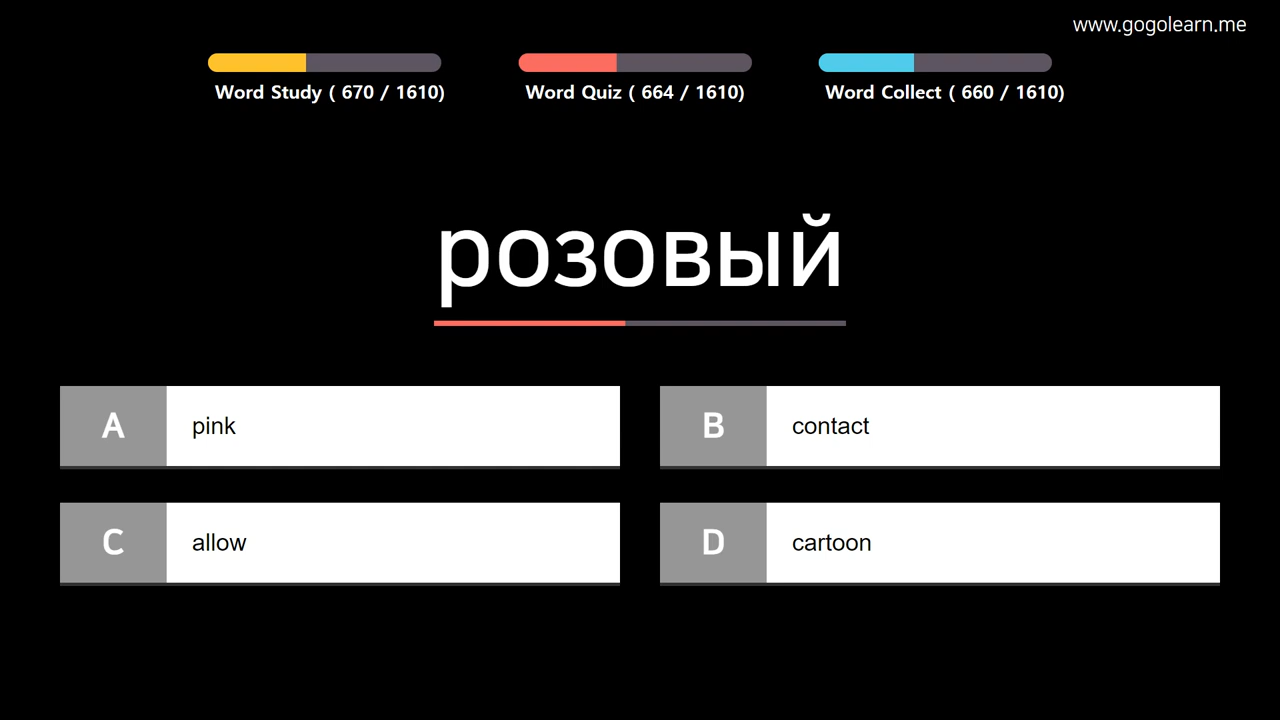 www.gogolearn.me
Word Study ( 670 / 1610)
Word Quiz ( 664 / 1610)
Word Collect ( 660 / 1610)
розовый
A pink
B contact
C allow
D cartoon